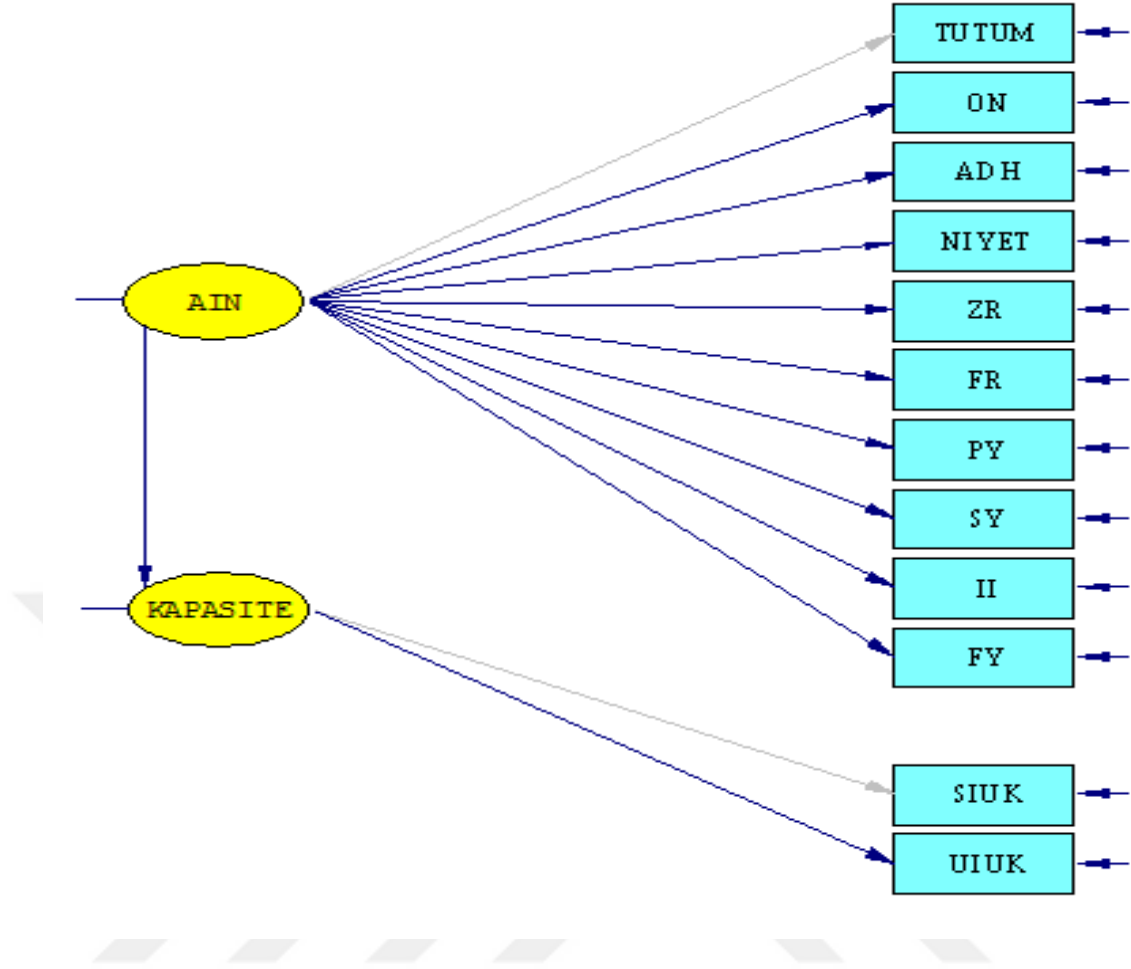 TUTUM
ON
ADH
NIYET
AIN
ZR
FR
PY
SY
II
KAPASITE
FY
SIUK
UIUK